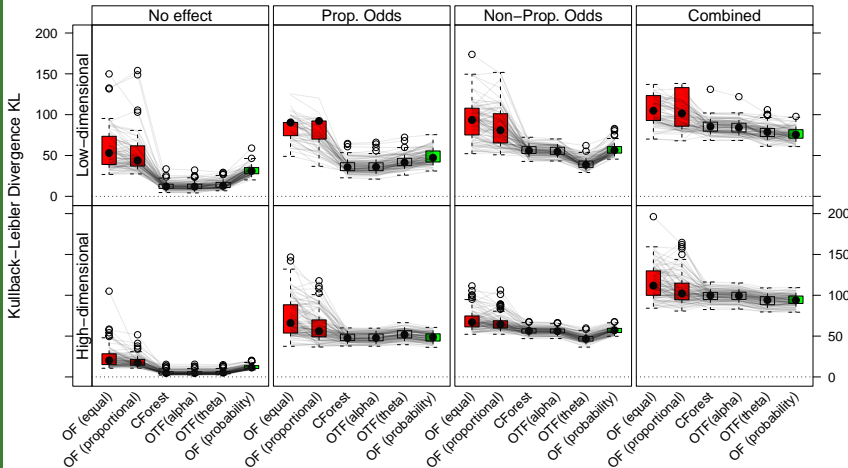 No effect
Prop. Odds
Non−Prop. Odds
Combined
Kullback−Leibler Divergence KL
Low−dimensional
High−dimensional
200
150
100
50
0
200
150
100
50
0
OF (equal)
OF (proportional)
CForest
OTF(alpha)
OTF(theta)
OF (probability)
OF (equal)
OF (proportional)
CForest
OTF(alpha)
OTF(theta)
OF (probability)
OF (equal)
OF (proportional)
CForest
OTF(alpha)
OTF(theta)
OF (probability)
OF (equal)
OF (proportional)
CForest
OTF(alpha)
OTF(theta)
OF (probability)